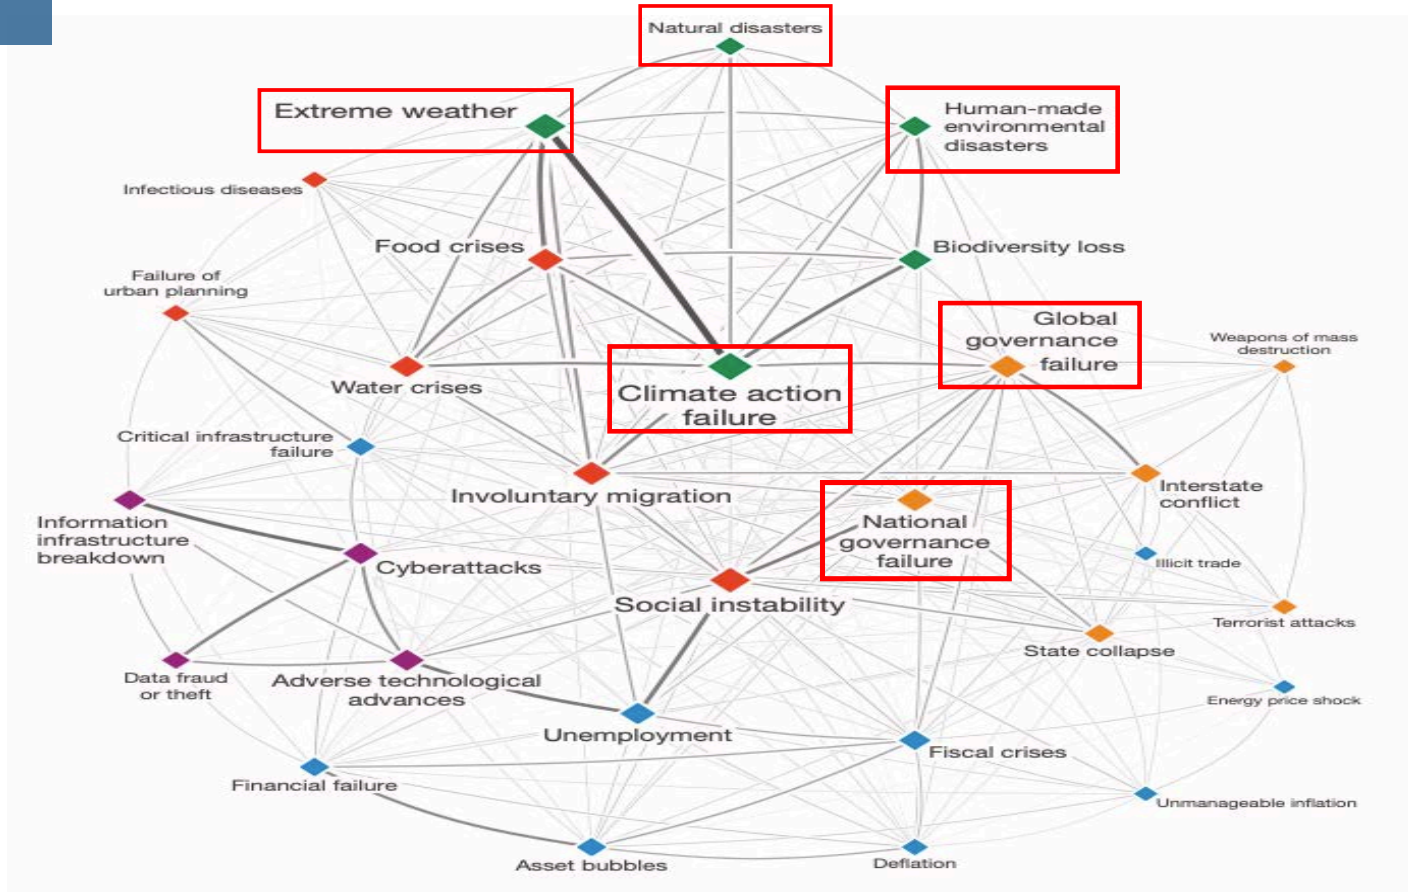 Natural disasters
Extreme weather
Human-made
environmental
disasters
Infectious diseases
Food crises
Biodiversity loss
Failure of
urban planning
Global
governance
failure
Weapons of mass
destruction
Water crises
Climate action
failure
Critical infrastructure
failure
Involuntary migration
Interstate
conflict
Information
infrastructure
breakdown
National
governance
failure
Cyberattacks
Illicit trade
Social instability
Terrorist attacks
State collapse
Data fraud
or theft
Adverse technological
advances
Energy price shock
Unemployment
Fiscal crises
Financial failure
Unmanageable inflation
Asset bubbles
Deflation